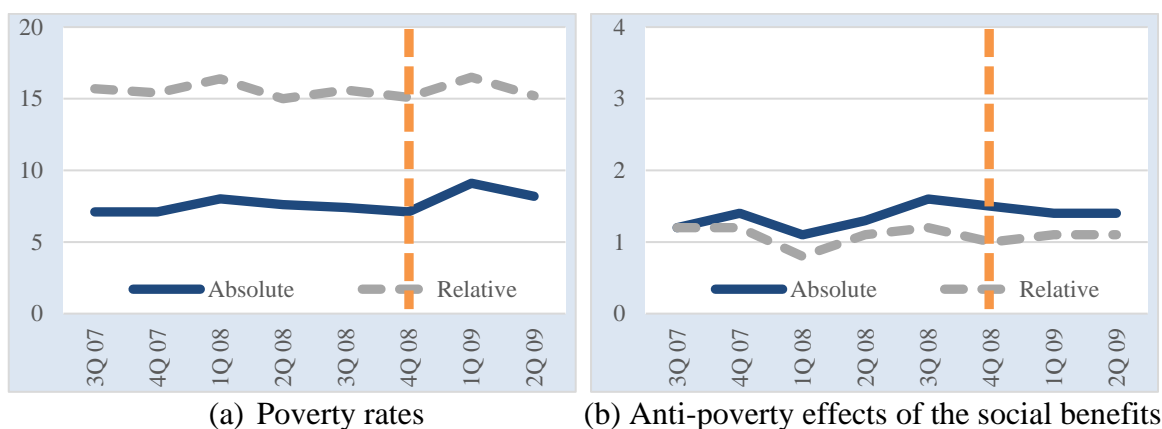 20
15
10
5
0
Absolute
Relative
3Q 07
4Q 07
1Q 08
2Q 08
3Q 08
4Q 08
1Q 09
2Q 09
(a) Poverty rates
4
3
2
1
0
Absolute
Relative
3Q 07
4Q 07
1Q 08
2Q 08
3Q 08
4Q 08
1Q 09
2Q 09
(b) Anti-poverty effects of the social benefits